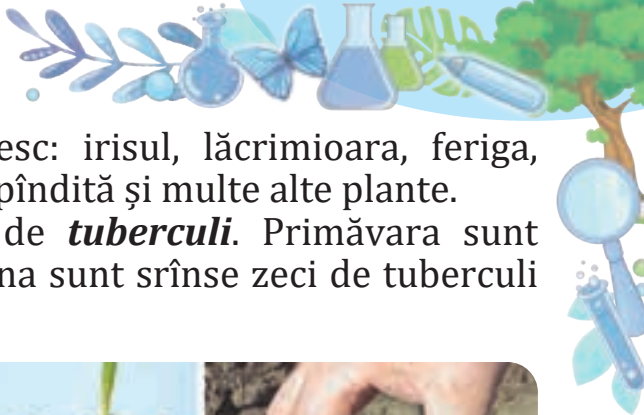 esc: irisul, lăcrimioara, feriga,
pîndită și multe alte plante.
de tuberculi. Primăvara sunt
na sunt srînse zeci de tuberculi